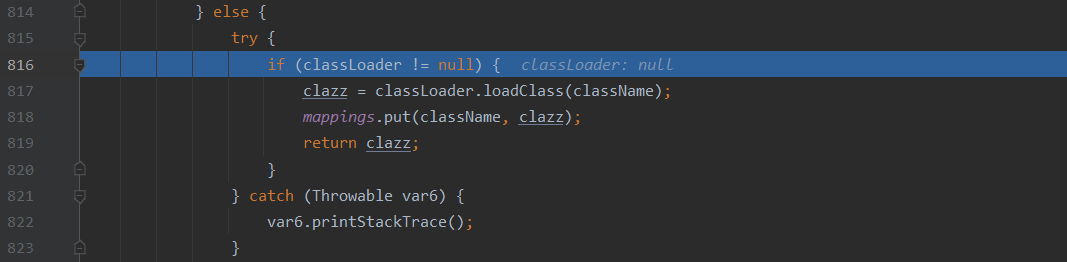 814 } else {
815 try {
816 if (classLoader != null) { classLoader: null
817 clazz = classLoader.loadClass(className);
818 mappings.put(className, clazz);
819 return clazz;
820 }
821 } catch (Throwable var6) {
822 var6.printStackTrace();
823 }